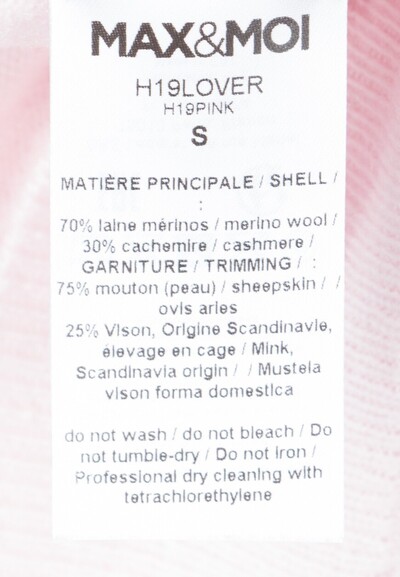 MAX&MOI
H19LOVER
H19PINK
S
MATIÈRE PRINCIPALE / SHELL /
:
70% laine mérinos / merino wool /
30% cachemire / cashmere /
GARNITURE / TRIMMING / :
75% mouton (peau) / sheepskin / /
ovis aries
25% Vison, Origine Scandinavie,
élevage en cage / Mink,
Scandinavia origin / / Mustela
vison forma domestica
do not wash / do not bleach / Do
not tumble-dry / Do not iron /
Professional dry cleaning with
tetrachlorethylene